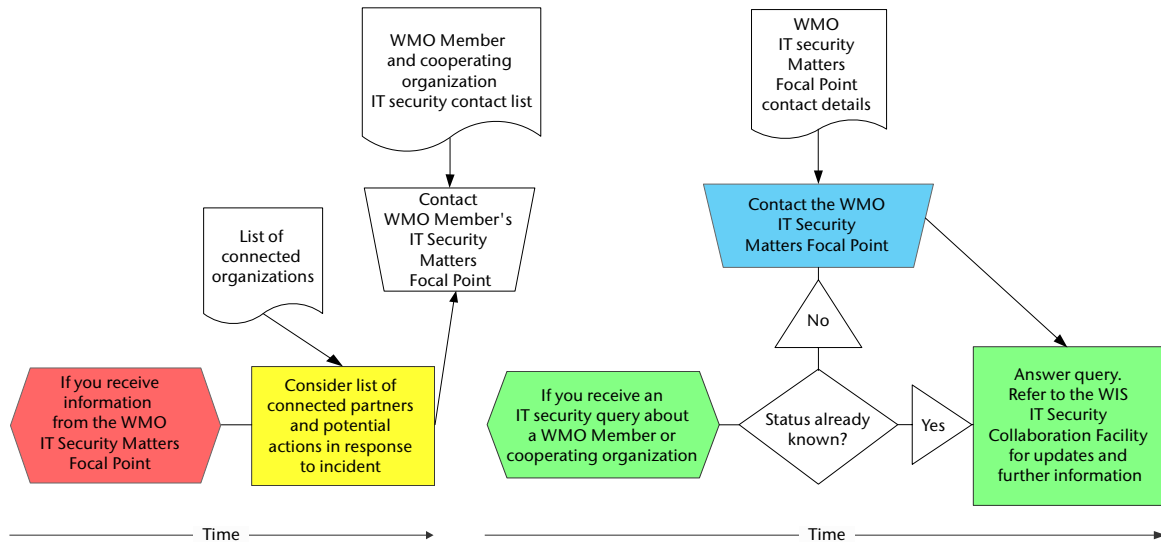 WMO Member
and cooperating
organization
IT security contact list
WMO
IT security
Matters
Focal Point
contact details
Contact
WMO Member's
IT Security
Matters
Focal Point
Contact the WMO
IT Security
Matters Focal Point
List of
connected
organizations
No
If you receive
information
from the WMO
IT Security Matters
Focal Point
Consider list of
connected partners
and potential
actions in response
to incident
If you receive an
IT security query about
a WMO Member or
cooperating organization
Status already
known?
Yes
Answer query.
Refer to the WIS
IT Security
Collaboration Facility
for updates and
further information
Time
Time